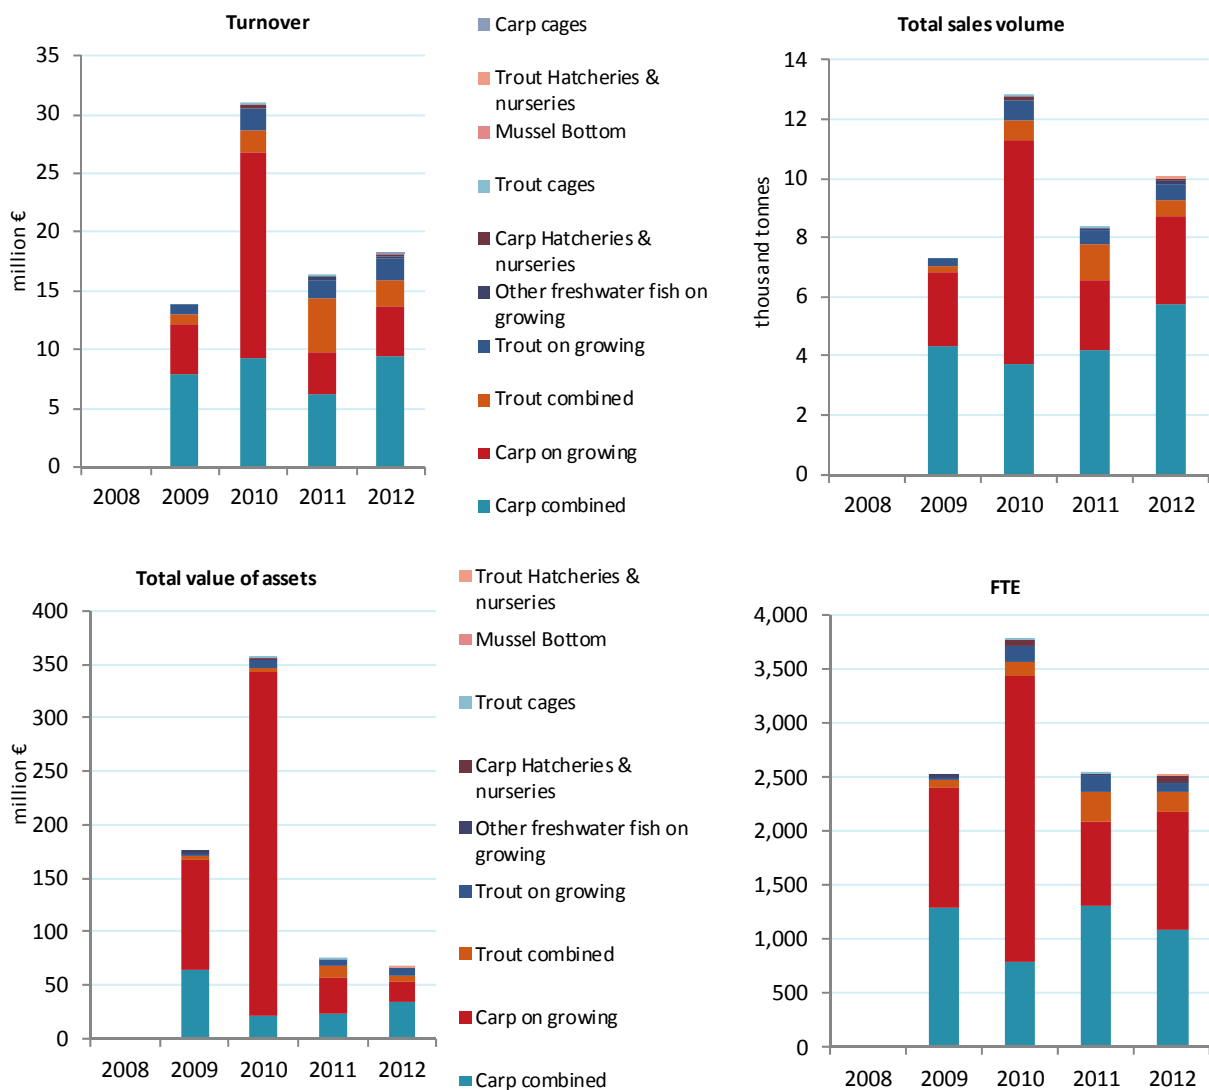 Turnover
35
30
25
20
15
10
5
0
million €
2008 2009 2010 2011 2012
Carp cages
Trout Hatcheries &
nurseries
Mussel Bottom
Trout cages
Carp Hatcheries &
nurseries
Other freshwater fish on
growing
Trout on growing
Trout combined
Carp on growing
Carp combined
Total sales volume
14
12
10
8
6
4
2
0
thousand tonnes
2008 2009 2010 2011 2012
Total value of assets
400
350
300
250
200
150
100
50
0
million €
2008 2009 2010 2011 2012
Trout Hatcheries &
nurseries
Mussel Bottom
Trout cages
Carp Hatcheries &
nurseries
Other freshwater fish on
growing
Trout on growing
Trout combined
Carp on growing
Carp combined
FTE
4,000
3,500
3,000
2,500
2,000
1,500
1,000
500
0
2008 2009 2010 2011 2012